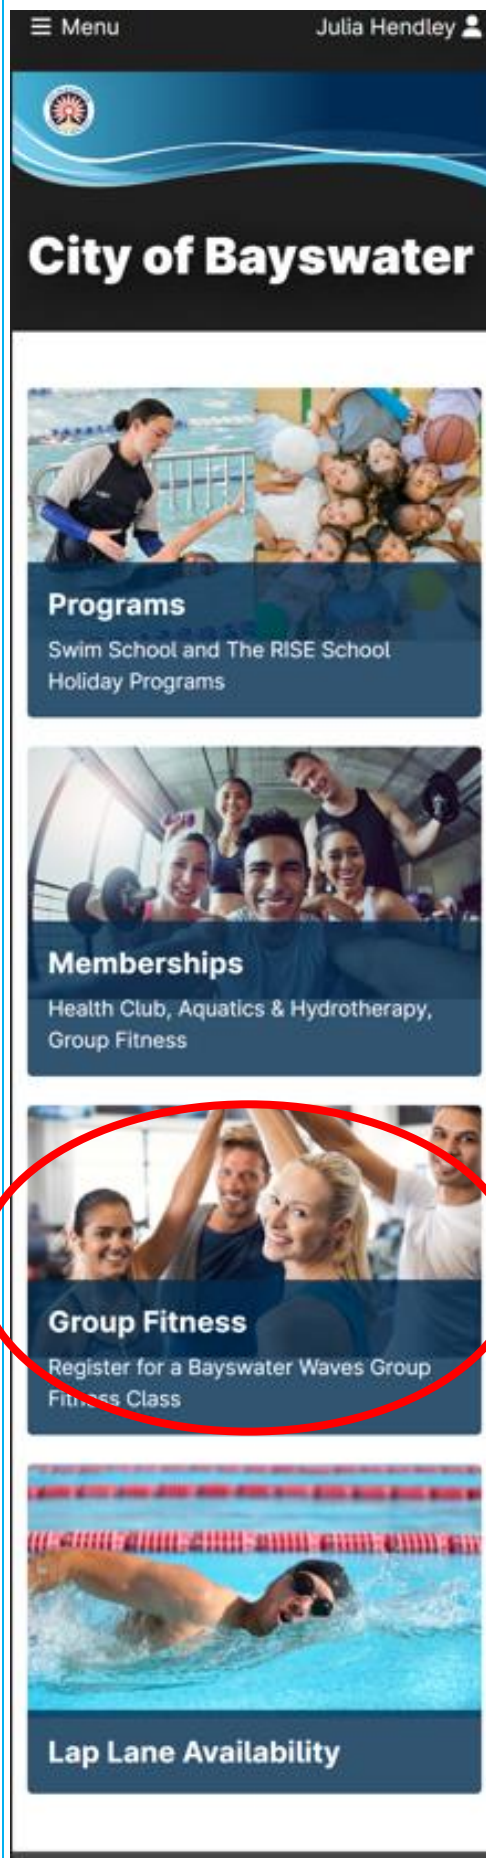 Menu
Julia Hendley
City of Bayswater
Programs
Swim School and The RISE School
Holiday Programs
Memberships
Health Club, Aquatics & Hydrotherapy,
Group Fitness
Group Fitness
Register for a Bayswater Waves Group
Fitness Class
Lap Lane Availability